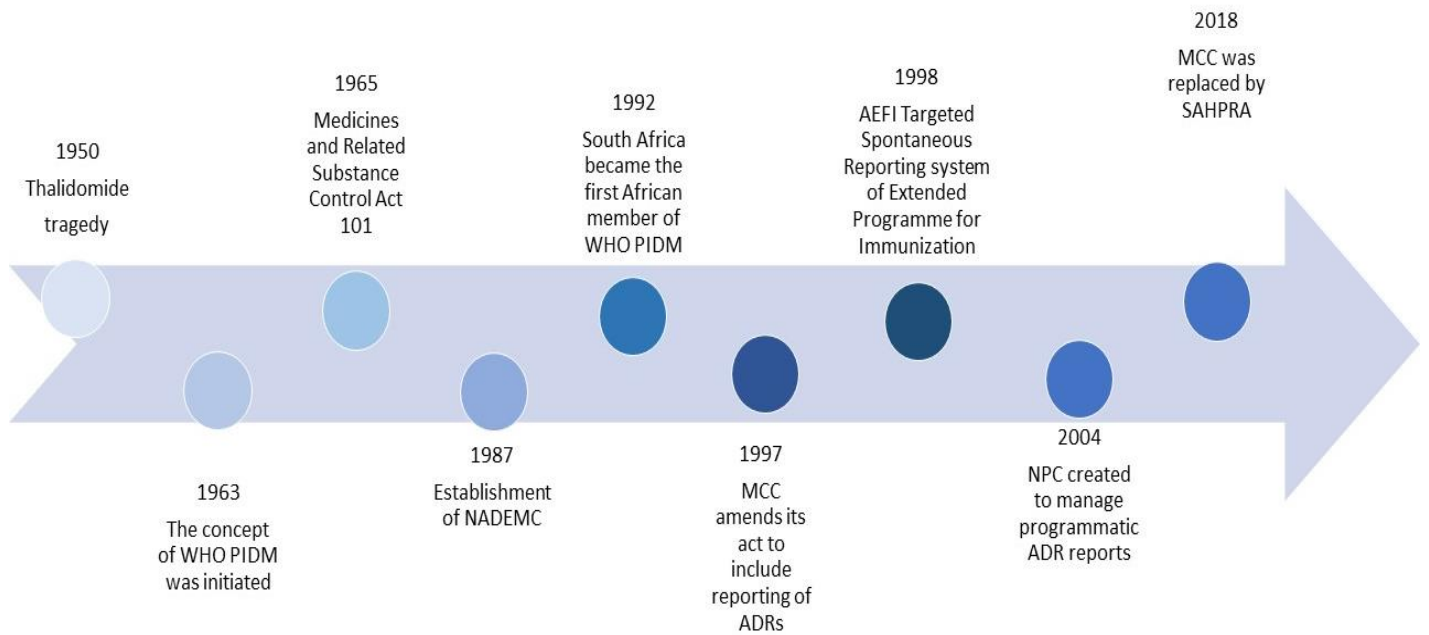 1950
Thalidomide
tragedy
1963
The concept
of WHO PIDM
was initiated
1965
Medicines
and Related
Substance
Control Act
101
1987
Establishment
of NADEMC
1992
South Africa
became the
first African
member of
WHO PIDM
1997
MCC
amends its
act to
include
reporting of
ADRs
1998
AEFI Targeted
Spontaneous
Reporting system
of Extended
Programme for
Immunization
2004
NPC created
to manage
programmatic
ADR reports
2018
MCC was
replaced by
SAHPRA